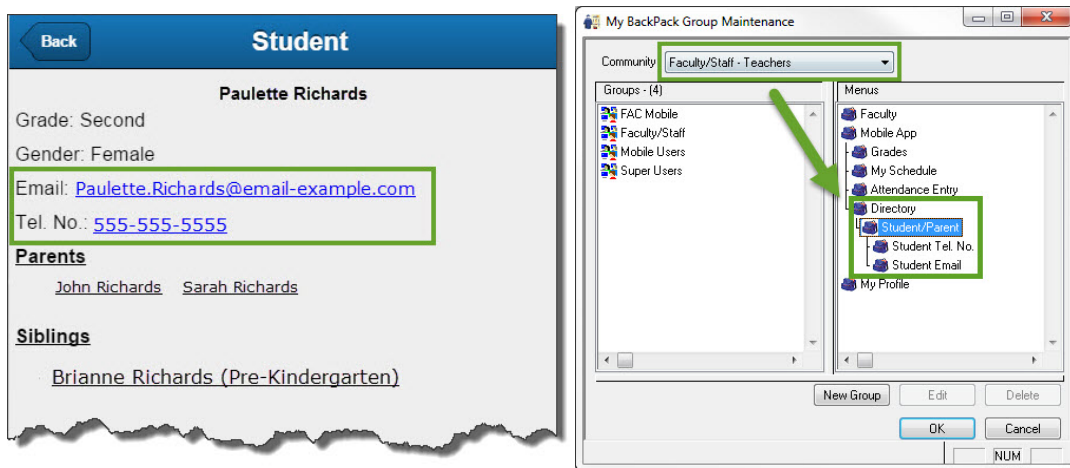 Back
Student
Paulette Richards
Grade: Second
Gender: Female
Email: Paulette.Richards@email-example.com
Tel. No.: 555-555-5555
Parents
John Richards Sarah Richards
Siblings
Brianne Richards (Pre-Kindergarten)
My BackPack Group Maintenance
Community Faculty/Staff - Teachers
Groups - (4)
FAC Mobile
Faculty/Staff
Mobile Users
Super Users
Menus
Faculty
Mobile App
Grades
My Schedule
Attendance Entry
Directory
Student/Parent
Student Tel. No.
Student Email
My Profile
New Group Edit Delete
OK Cancel
NUM